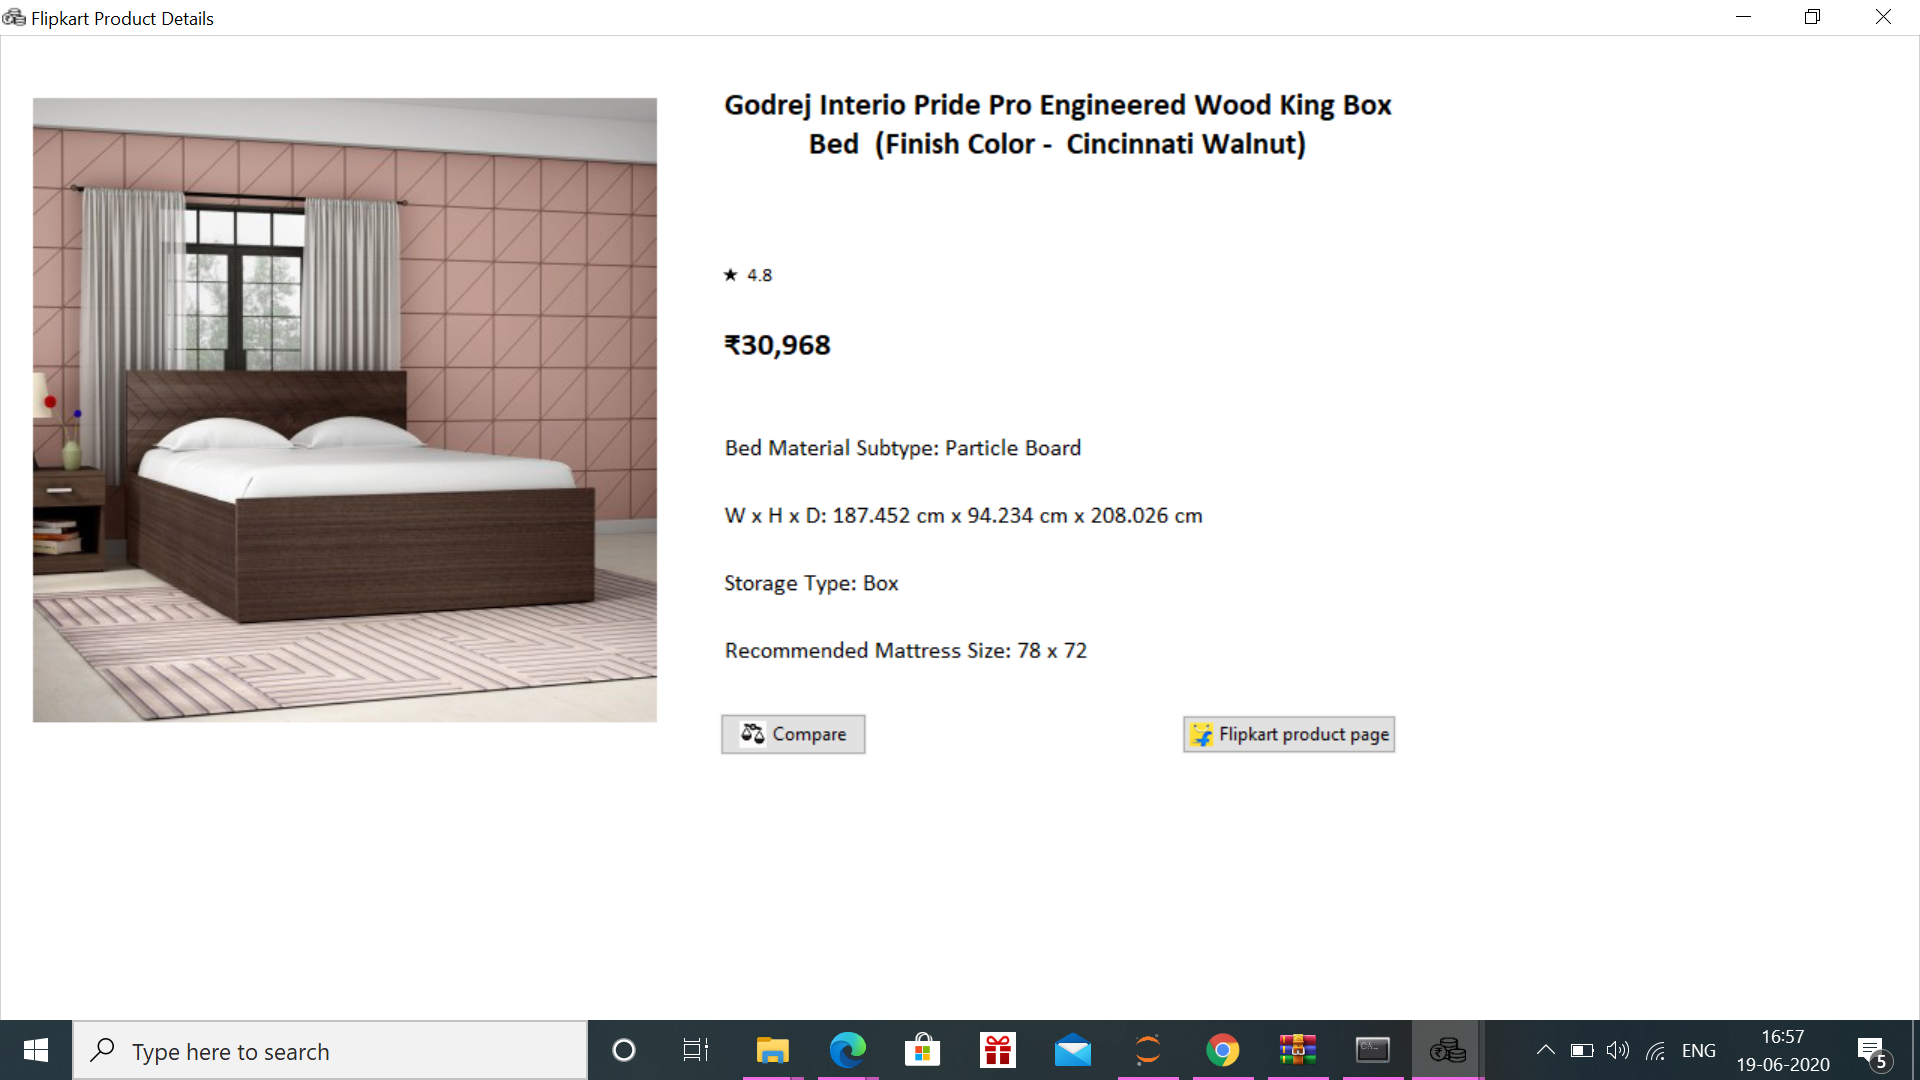 Flipkart Product Details
Godrej Interio Pride Pro Engineered Wood King Box
Bed (Finish Color - Cincinnati Walnut)
★ 4.8
₹30,968
Bed Material Subtype: Particle Board
W x H x D: 187.452 cm x 94.234 cm x 208.026 cm
Storage Type: Box
Recommended Mattress Size: 78 x 72
Compare
Flipkart product page
Type here to search
ENG
16:57
19-06-2020
5